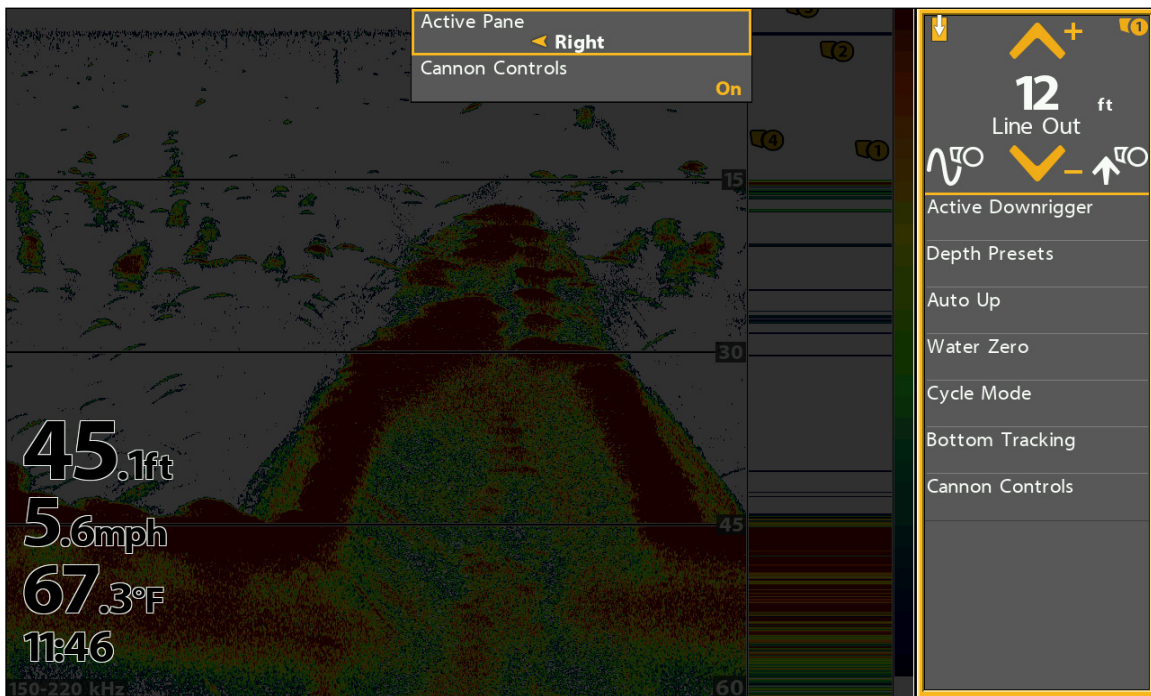 Active Pane
Right
Cannon Controls
On
3
2
4
1
15
30
45
60
45.1ft
5.6mph
67.3°F
11:46
150-220 kHz
1
12 ft
Line Out
Active Downrigger
Depth Presets
Auto Up
Water Zero
Cycle Mode
Bottom Tracking
Cannon Controls